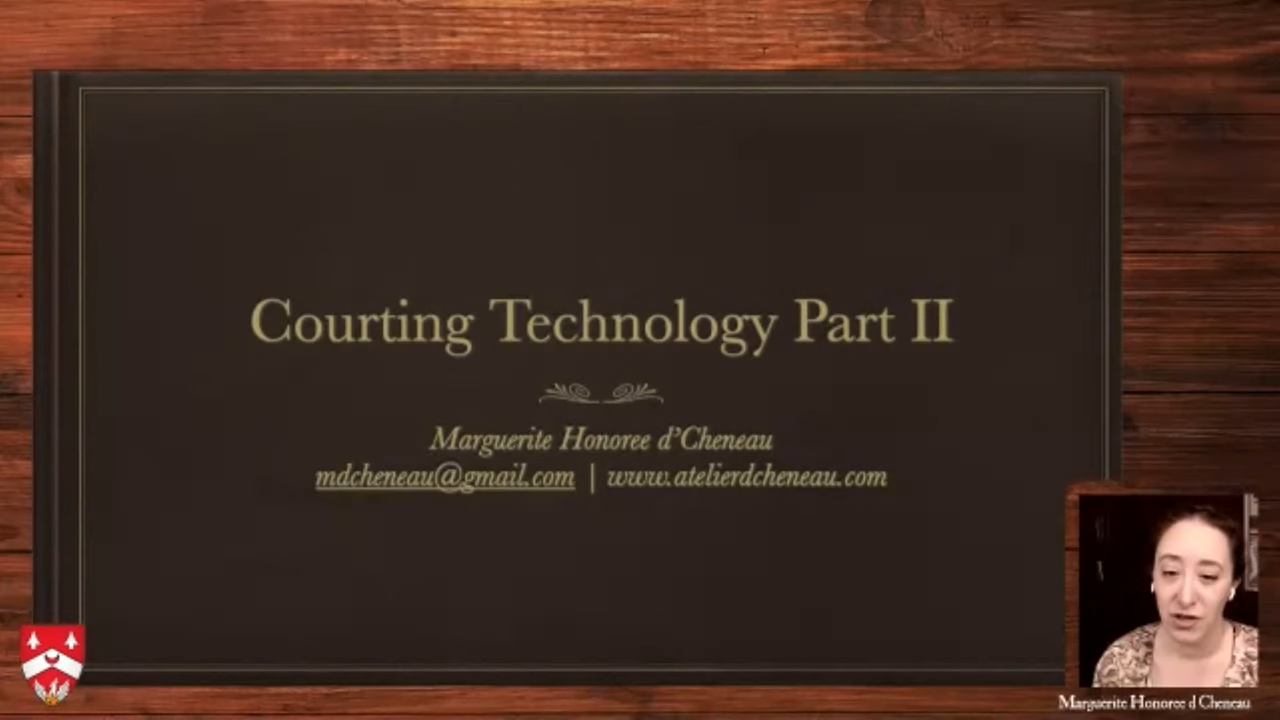 Courting Technology Part II
Marguerite Honoree d’Cheneau
mdcheneau@gmail.com | www.atelierdcheneau.com
Marguerite Honoree d Cheneau